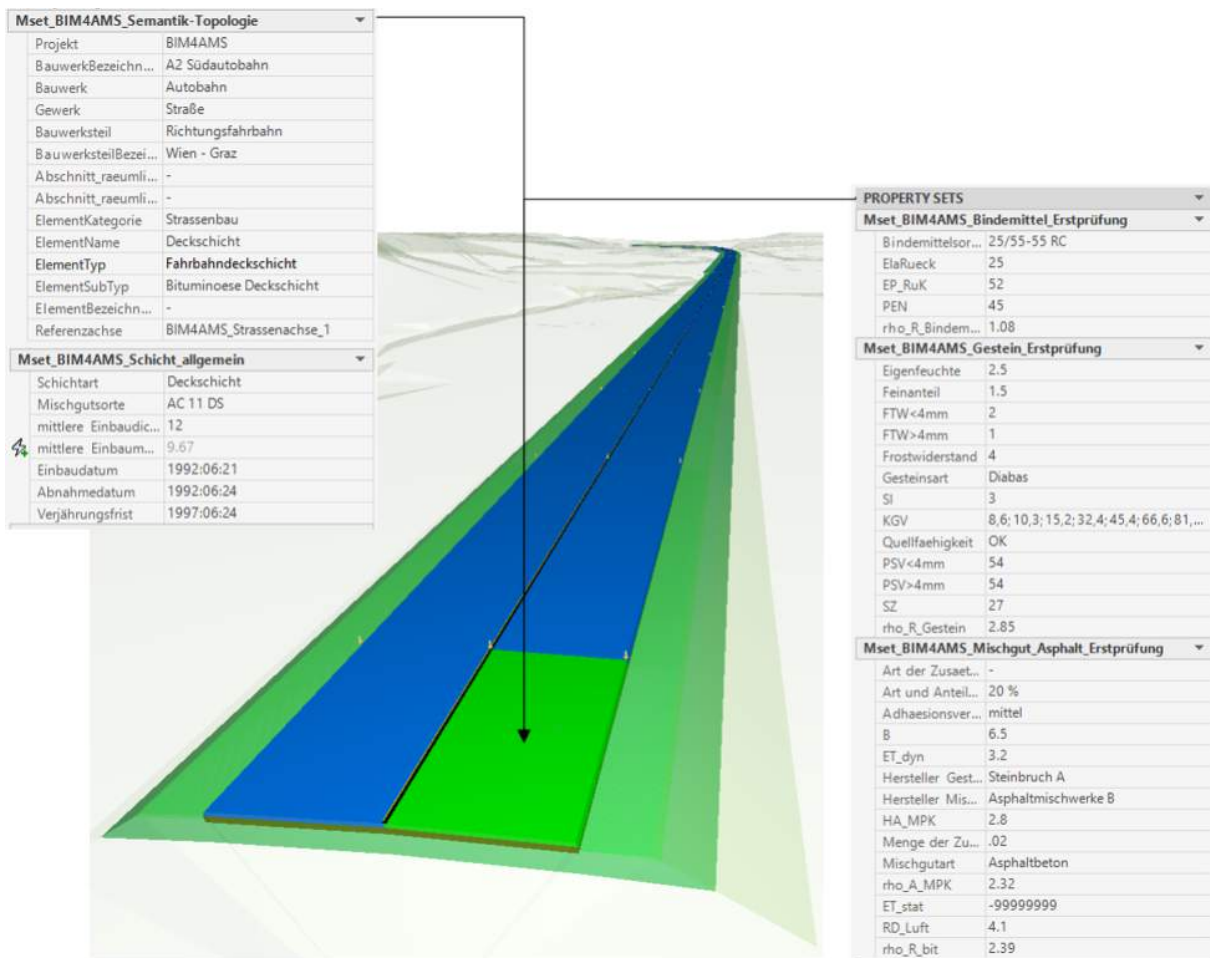 Mset_BIM4AMS_Semantik-Topologie
Projekt BIM4AMS
BauwerkBezeichn... A2 Südautobahn
Bauwerk Autobahn
Gewerk Straße
Bauwerksteil Richtungsfahrbahn
BauwerksteilBezei... Wien - Graz
Abschnitt_raeumli... -
Abschnitt_raeumli... -
ElementKategorie Strassenbau
ElementName Deckschicht
ElementTyp Fahrbahndeckschicht
ElementSubTyp Bituminoese Deckschicht
ElementBezeichn... -
Referenzachse BIM4AMS_Strassenachse_1
Mset_BIM4AMS_Schicht_allgemein
Schichtart Deckschicht
Mischgutsorte AC 11 DS
mittlere Einbaudic... 12
mittlere Einbaum... 9.67
Einbaudatum 1992:06:21
Abnahmedatum 1992:06:24
Verjährungsfrist 1997:06:24
PROPERTY SETS
Mset_BIM4AMS_Bindemittel_Erstprüfung
Bindemittelsor... 25/55-55 RC
ElaRueck 25
EP_RuK 52
PEN 45
rho_R_Bindem... 1.08
Mset_BIM4AMS_Gestein_Erstprüfung
Eigenfeuchte 2.5
Feinanteil 1.5
FTW<4mm 2
FTW>4mm 1
Frostwiderstand 4
Gesteinsart Diabas
SI 3
KGV 8,6; 10,3; 15,2; 32,4; 45,4; 66,6; 81,...
Quellfaehigkeit OK
PSV<4mm 54
PSV>4mm 54
SZ 27
rho_R_Gestein 2.85
Mset_BIM4AMS_Mischgut_Asphalt_Erstprüfung
Art der Zusaet... -
Art und Anteil... 20 %
Adhaesionsver... mittel
B 6.5
ET_dyn 3.2
Hersteller Gest... Steinbruch A
Hersteller Mis... Asphaltmischwerke B
HA_MPK 2.8
Menge der Zu... .02
Mischgutart Asphaltbeton
rho_A_MPK 2.32
ET_stat -99999999
RD_Luft 4.1
rho_R_bit 2.39